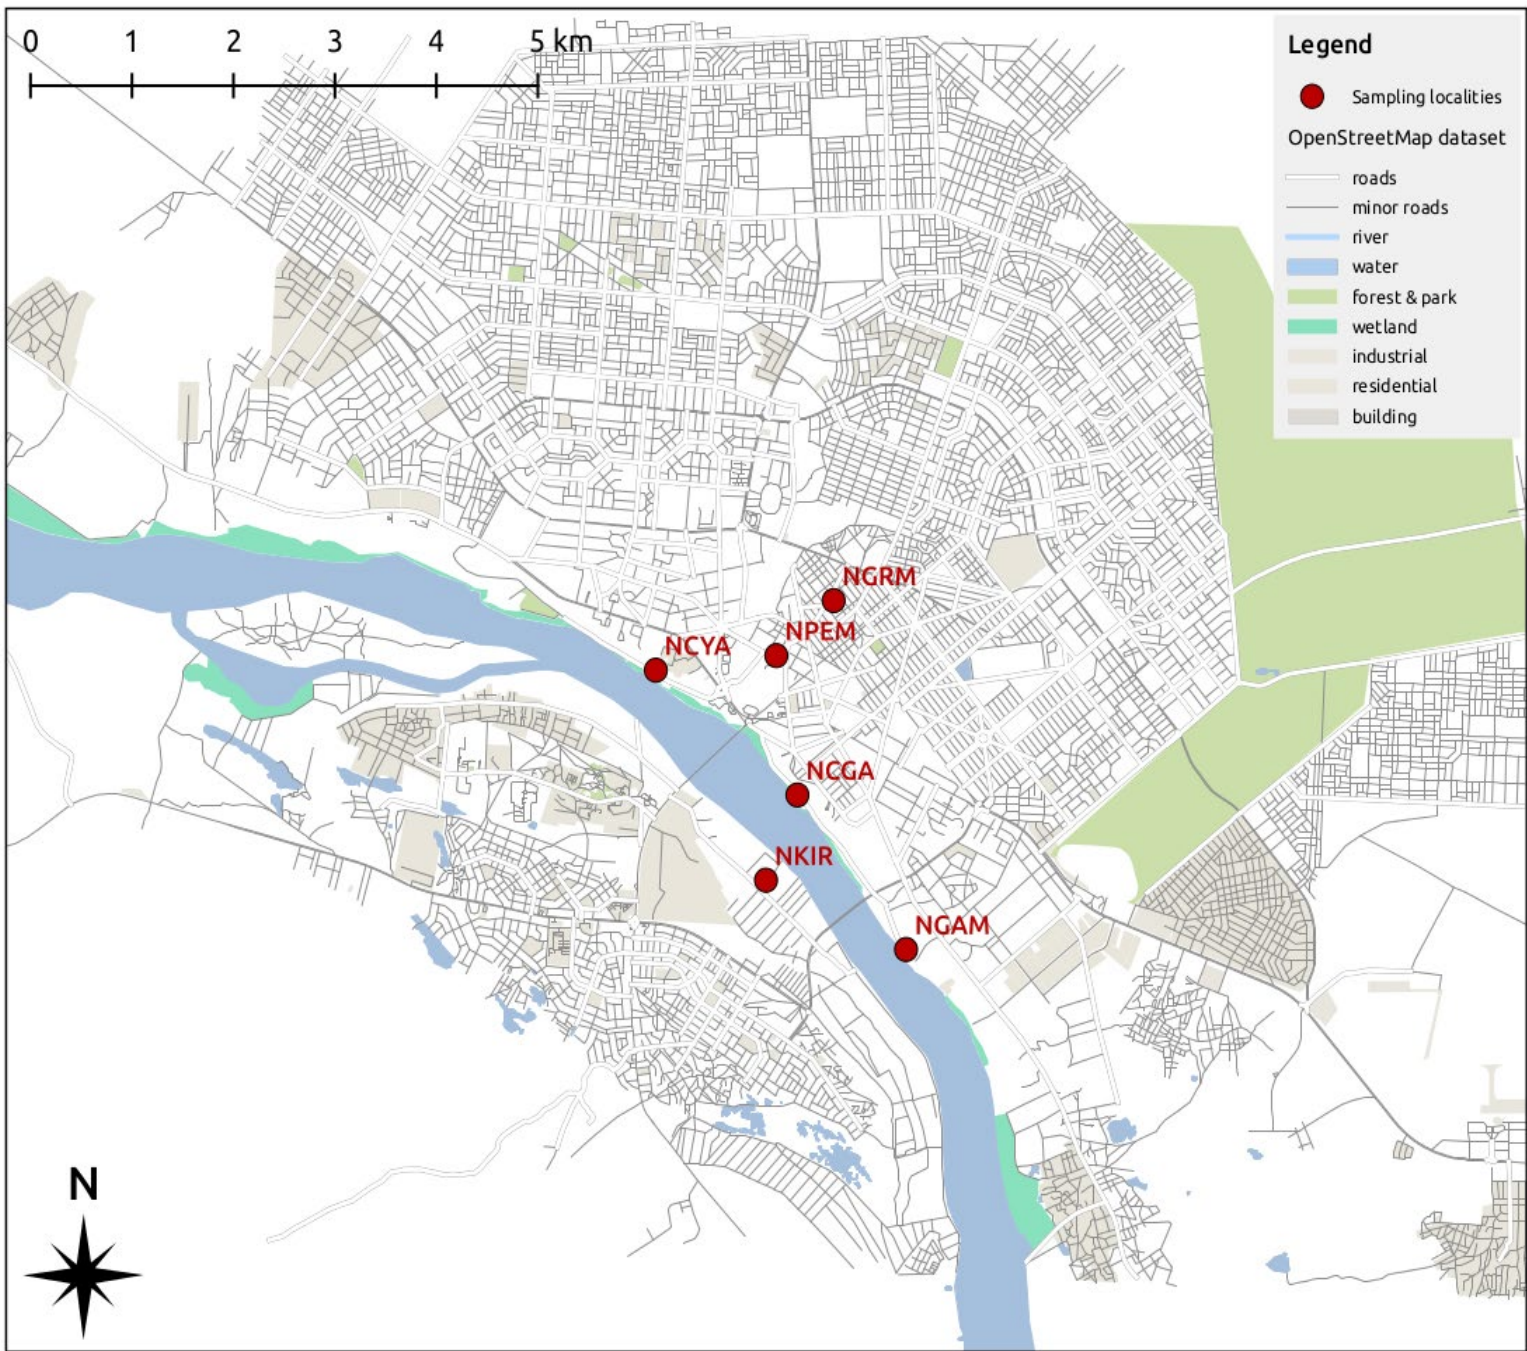 0 1 2 3 4 5 km
Legend
Sampling localities
OpenStreetMap dataset
roads
minor roads
river
water
forest & park
wetland
industrial
residential
building
NGRM
NPEM
NCYA
NCGA
NKIR
NGAM
N